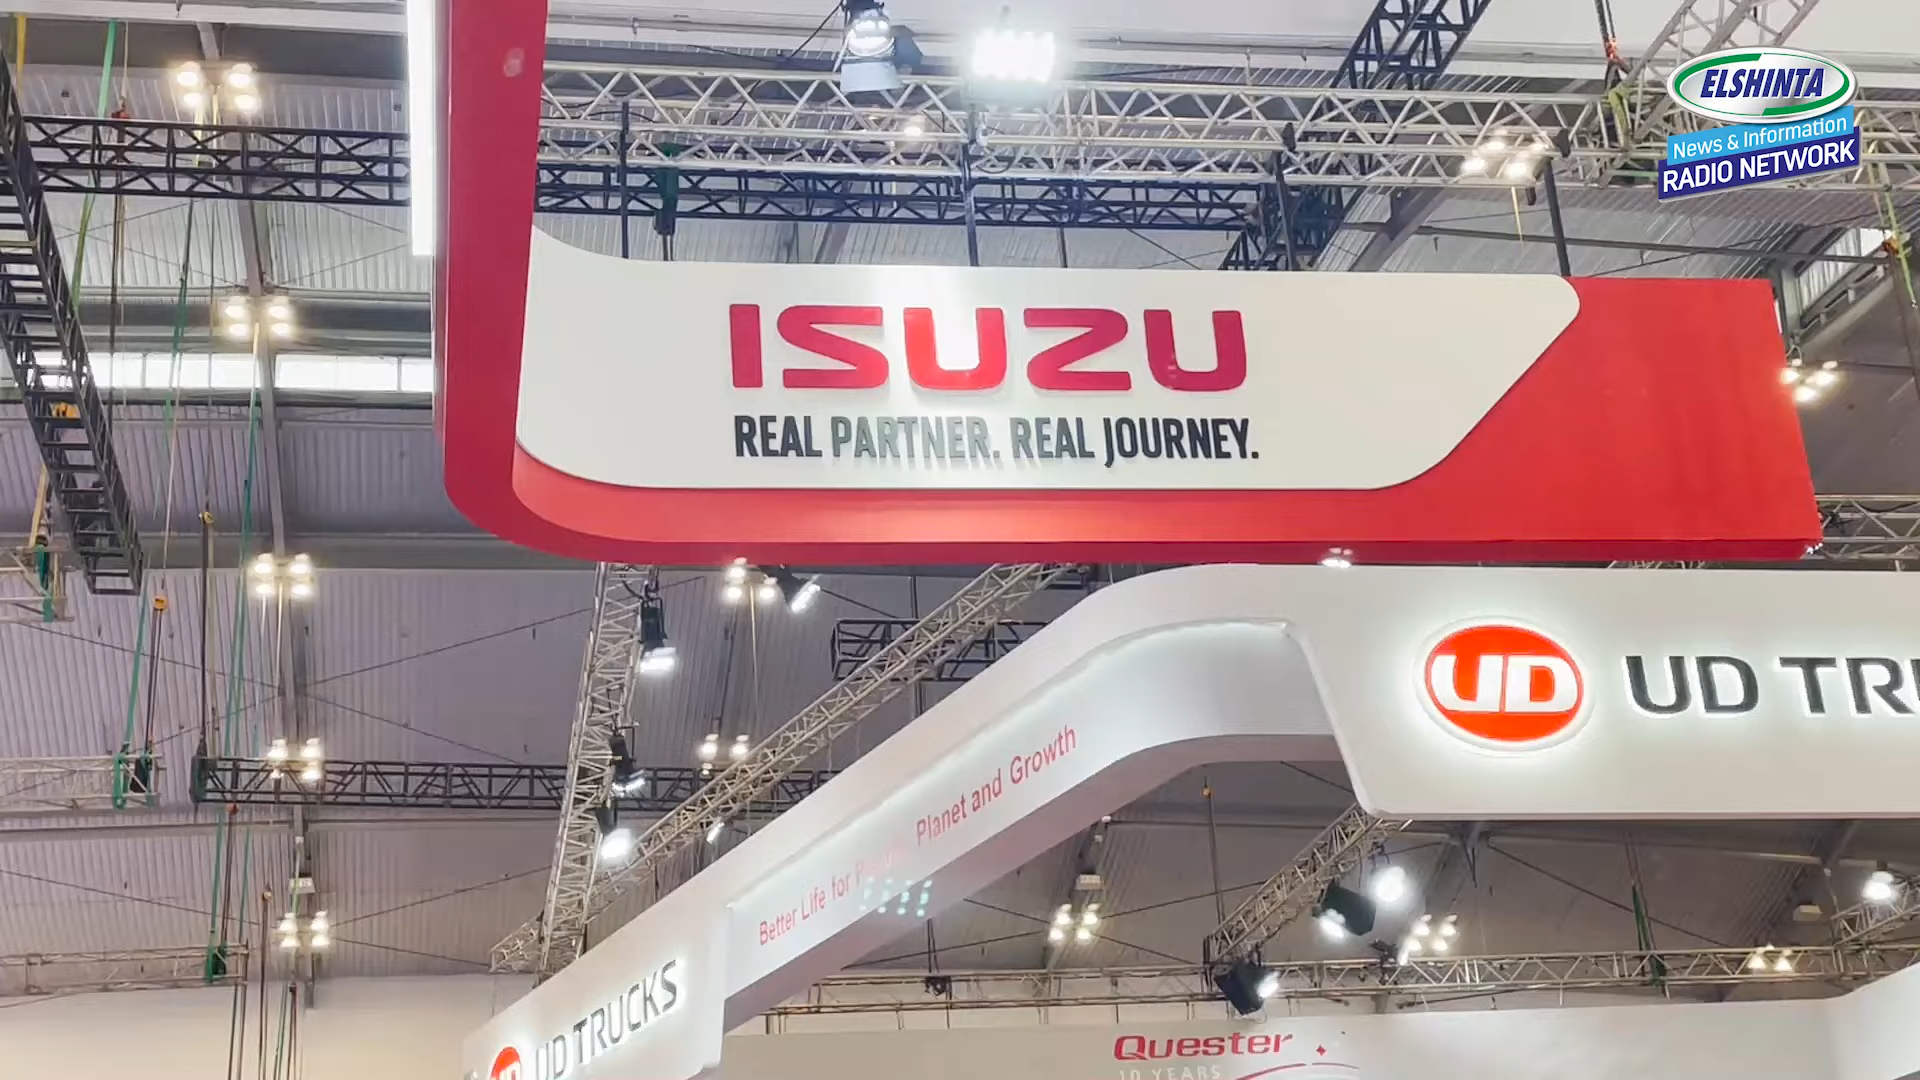 ELSHINTA
News & Information
RADIO NETWORK
ISUZU
REAL PARTNER. REAL JOURNEY.
UD
UD
Better Life for
Planet and Growth
UD TRUCKS
Quester
10 YEARS